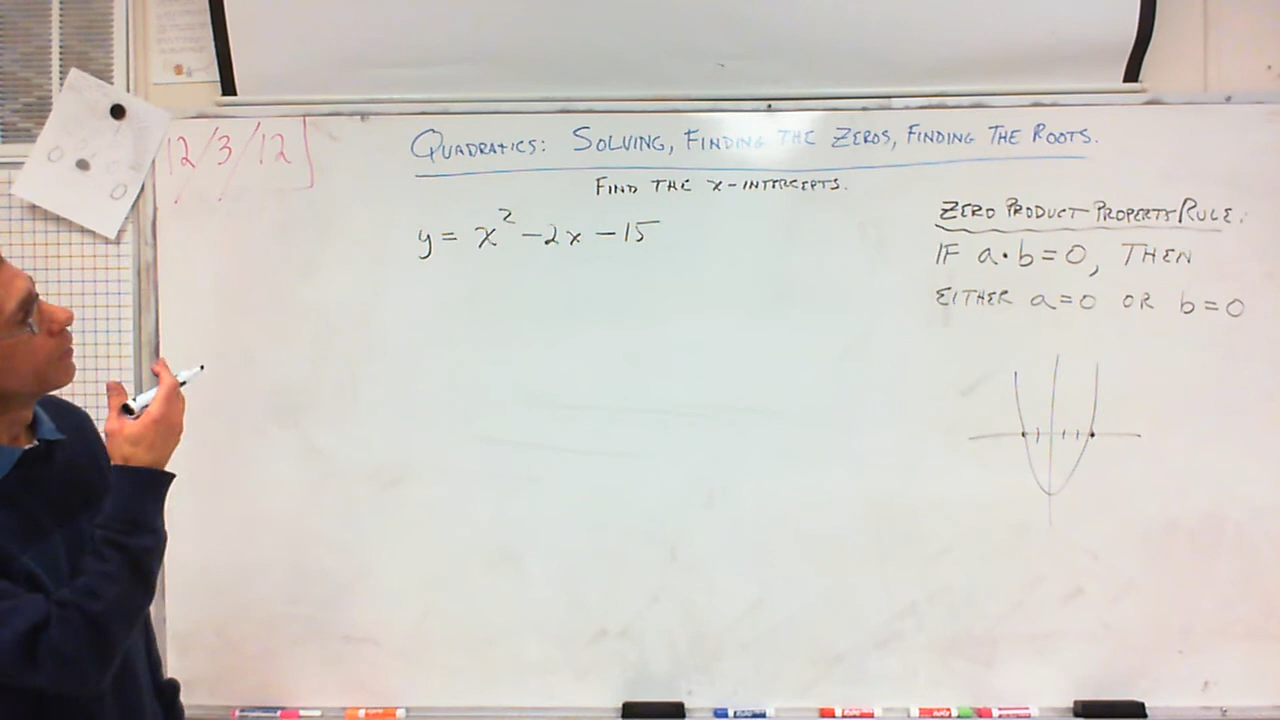 12/3/12
QUADRATICS: SOLVING, FINDING THE ZEROS, FINDING THE ROOTS.
FIND THE X-INTERCEPTS.
y = x² - 2x - 15
ZERO PRODUCT PROPERTY RULE.
IF a·b=0, THEN
EITHER a=0 OR b=0